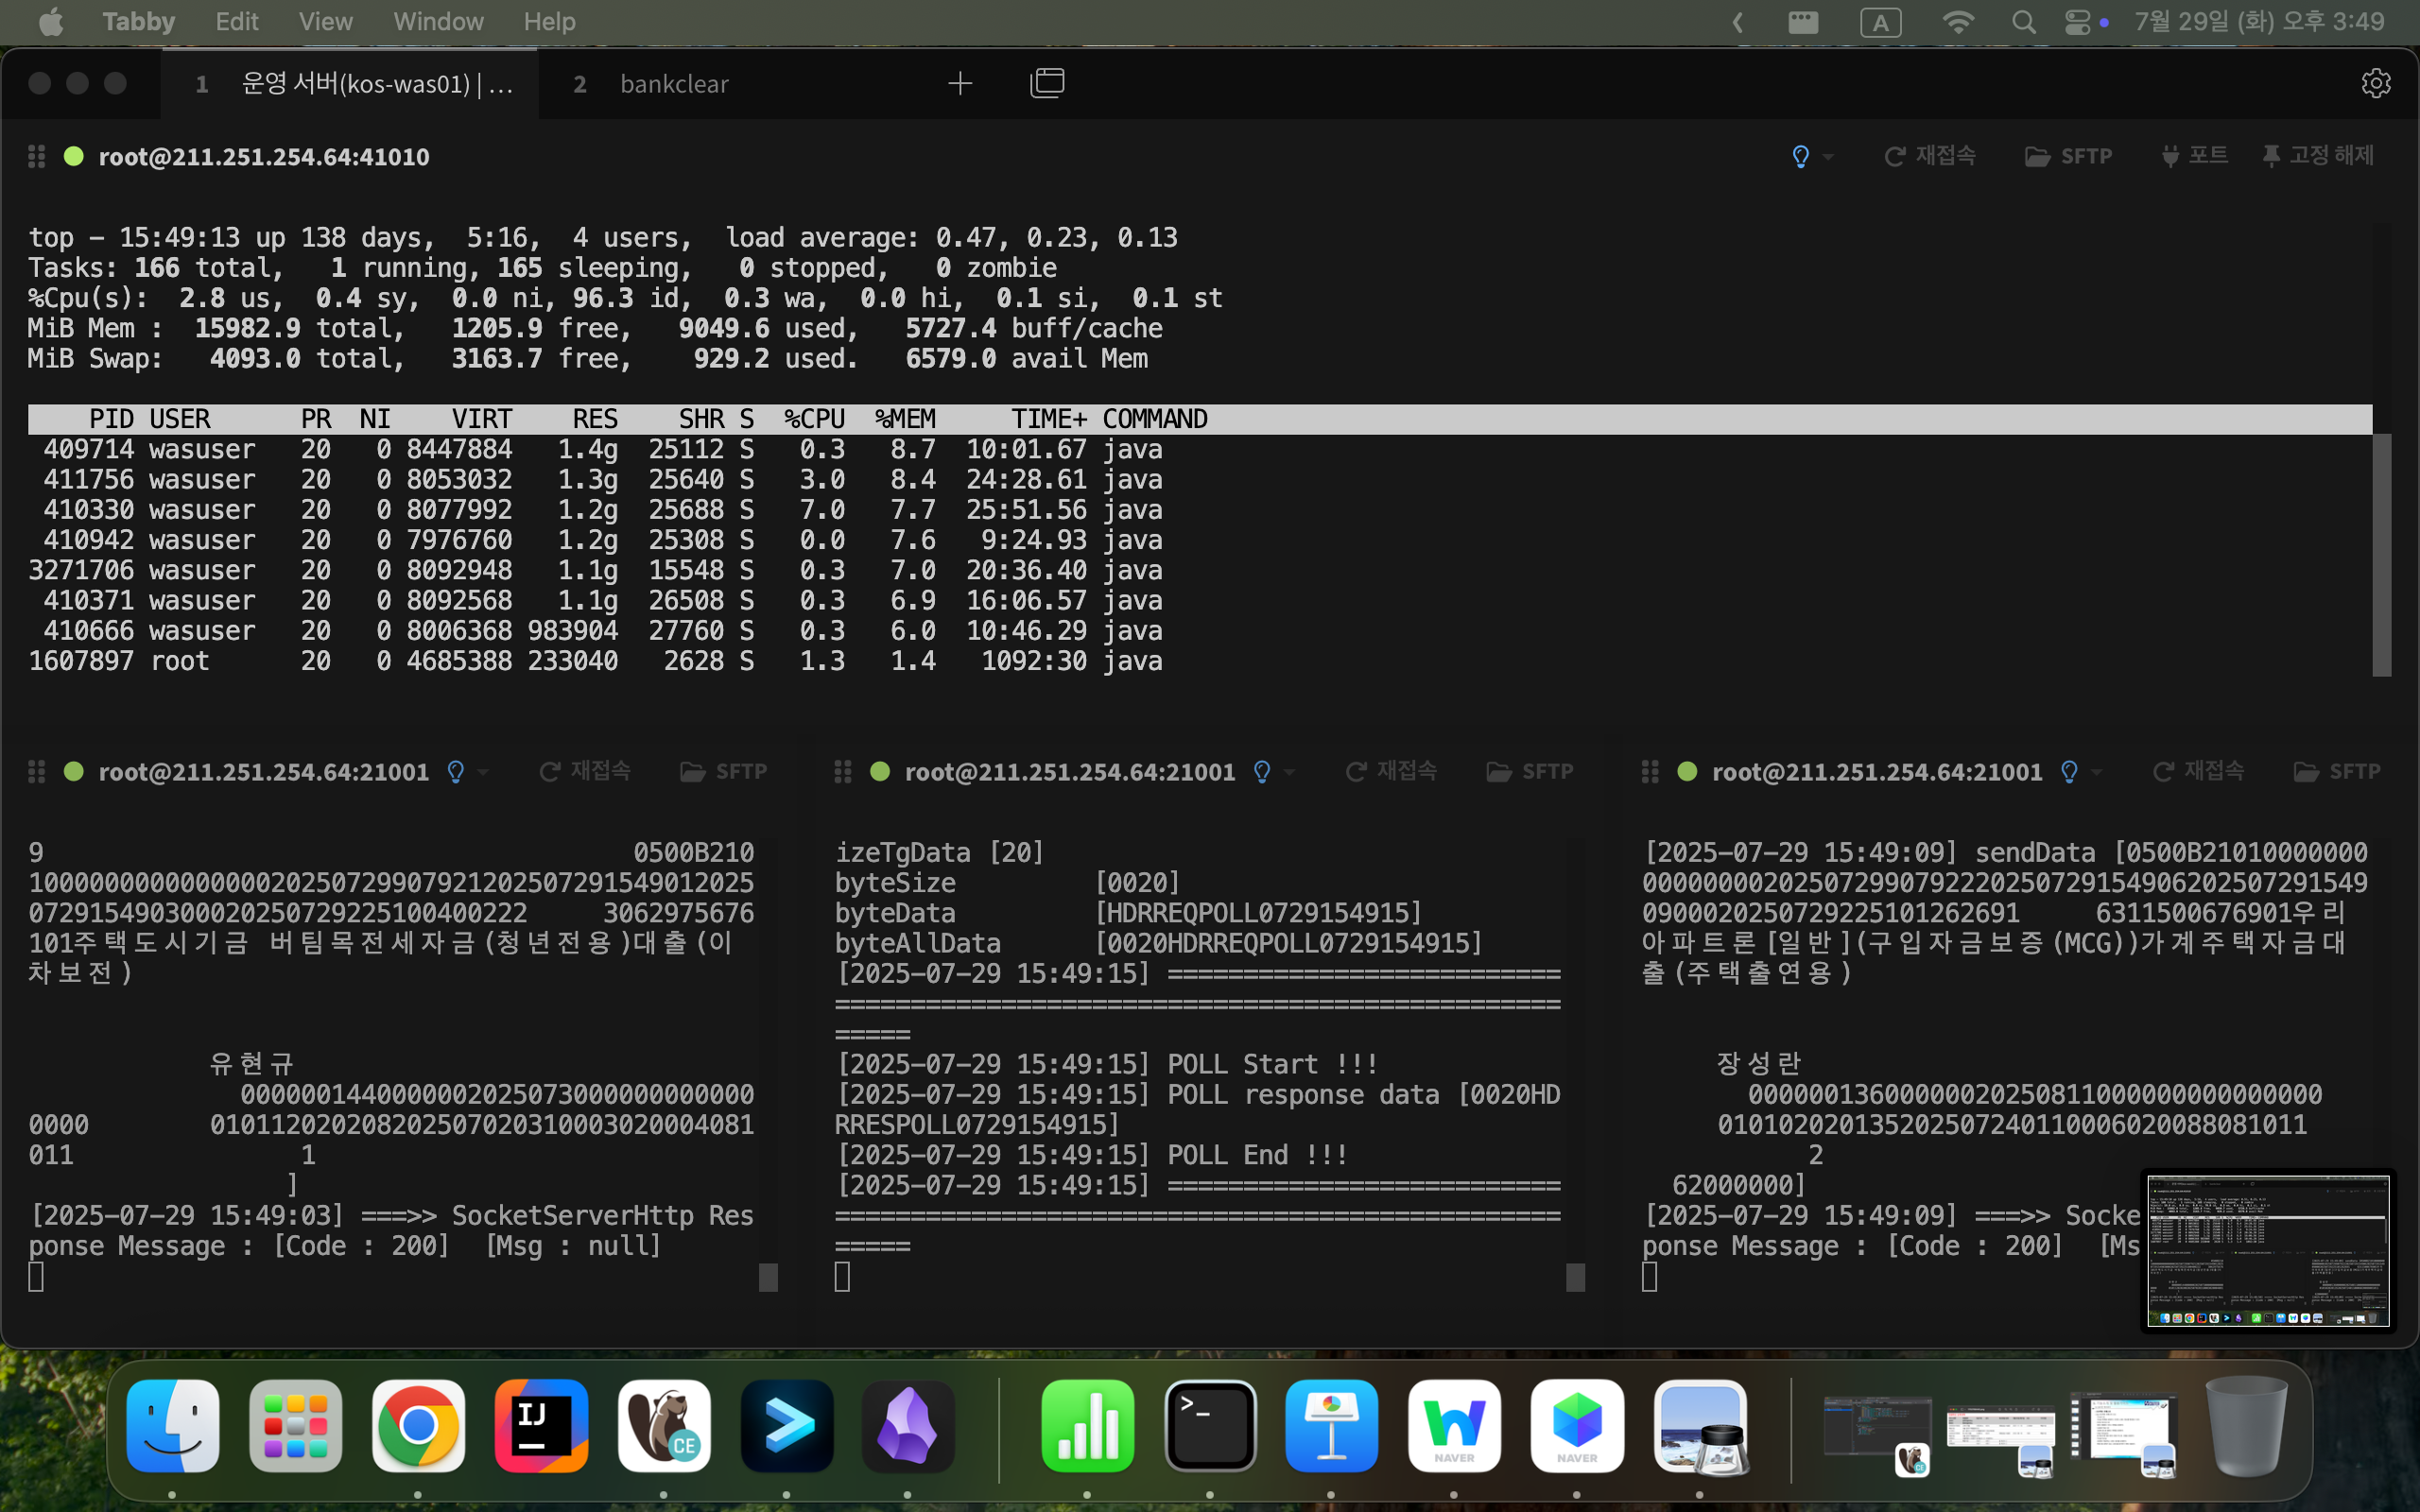 Tabby Edit View Window Help A 7월 29일 (화) 오후 3:49
1 운영 서버(kos-was01) | … 2 bankclear
root@211.251.254.64:41010 재접속 SFTP 포트 고정 해제
top - 15:49:13 up 138 days, 5:16, 4 users, load average: 0.47, 0.23, 0.13
Tasks: 166 total, 1 running, 165 sleeping, 0 stopped, 0 zombie
%Cpu(s): 2.8 us, 0.4 sy, 0.0 ni, 96.3 id, 0.3 wa, 0.0 hi, 0.1 si, 0.1 st
MiB Mem : 15982.9 total, 1205.9 free, 9049.6 used, 5727.4 buff/cache
MiB Swap: 4093.0 total, 3163.7 free, 929.2 used. 6579.0 avail Mem
PID USER PR NI VIRT RES SHR S %CPU %MEM TIME+ COMMAND
409714 wasuser 20 0 8447884 1.4g 25112 S 0.3 8.7 10:01.67 java
411756 wasuser 20 0 8053032 1.3g 25640 S 3.0 8.4 24:28.61 java
410330 wasuser 20 0 8077992 1.2g 25688 S 7.0 7.7 25:51.56 java
410942 wasuser 20 0 7976760 1.2g 25308 S 0.0 7.6 9:24.93 java
3271706 wasuser 20 0 8092948 1.1g 15548 S 0.3 7.0 20:36.40 java
410371 wasuser 20 0 8092568 1.1g 26508 S 0.3 6.9 16:06.57 java
410666 wasuser 20 0 8006368 983904 27760 S 0.3 6.0 10:46.29 java
1607897 root 20 0 4685388 233040 2628 S 1.3 1.4 1092:30 java
root@211.251.254.64:21001 재접속 SFTP
9 0500B210
100000000000000020250729907921202507291549012025
072915490300020250729225100400222 3062975676
101주택도시기금 버팀목전세자금(청년전용)대출(이
차보전)
유현규
0000001440000002025073000000000000
0000 010112020208202507020310003020004081
011 1
]
[2025-07-29 15:49:03] ===>> SocketServerHttp Res
ponse Message : [Code : 200] [Msg : null]
root@211.251.254.64:21001 재접속 SFTP
izeTgData [20]
byteSize [0020]
byteData [HDRREQPOLL0729154915]
byteAllData [0020HDRREQPOLL0729154915]
[2025-07-29 15:49:15] ==========================
================================================
=====
[2025-07-29 15:49:15] POLL Start !!!
[2025-07-29 15:49:15] POLL response data [0020HD
RRESPOLL0729154915]
[2025-07-29 15:49:15] POLL End !!!
[2025-07-29 15:49:15] ==========================
================================================
=====
root@211.251.254.64:21001 재접속 SFTP
[2025-07-29 15:49:09] sendData [0500B21010000000
000000002025072990792220250729154906202507291549
0900020250729225101262691 6311500676901우리
아파트론[일반](구입자금보증(MCG))가계주택자금대
출(주택출연용)
장성란
00000013600000020250811000000000000000
010102020135202507240110006020088081011
2
62000000]
[2025-07-29 15:49:09] ===>> Socke
ponse Message : [Code : 200] [Ms
IJ
CE
NAVER
NAVER